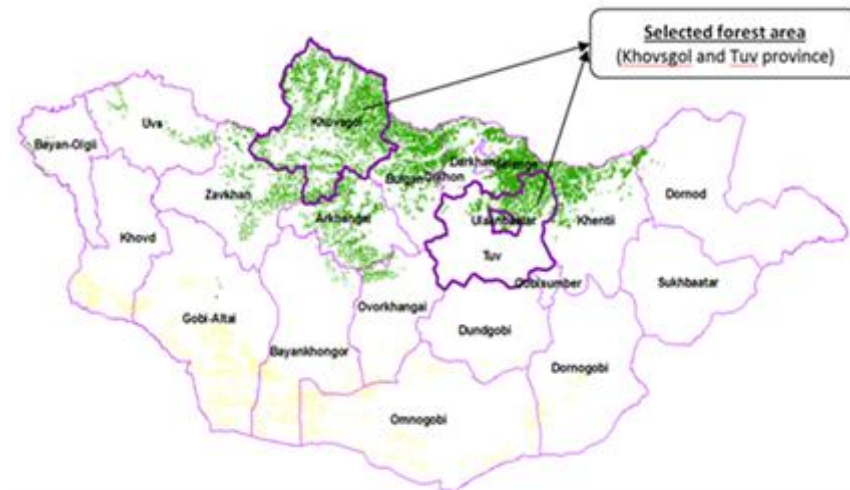 Selected forest area
(Khovsgol and Tuv province)
Khuvsgol
Uvs
Bayan-Olgii
Bulgan
Zavkhan
Dornod
Arkhangai
Ulaanbaatar
Khentii
Khovd
Tuv
Gobisumber
Sukhbaatar
Ovorkhangai
Gobi-Altai
Dundgobi
Bayankhongor
Dornogobi
Omnogobi